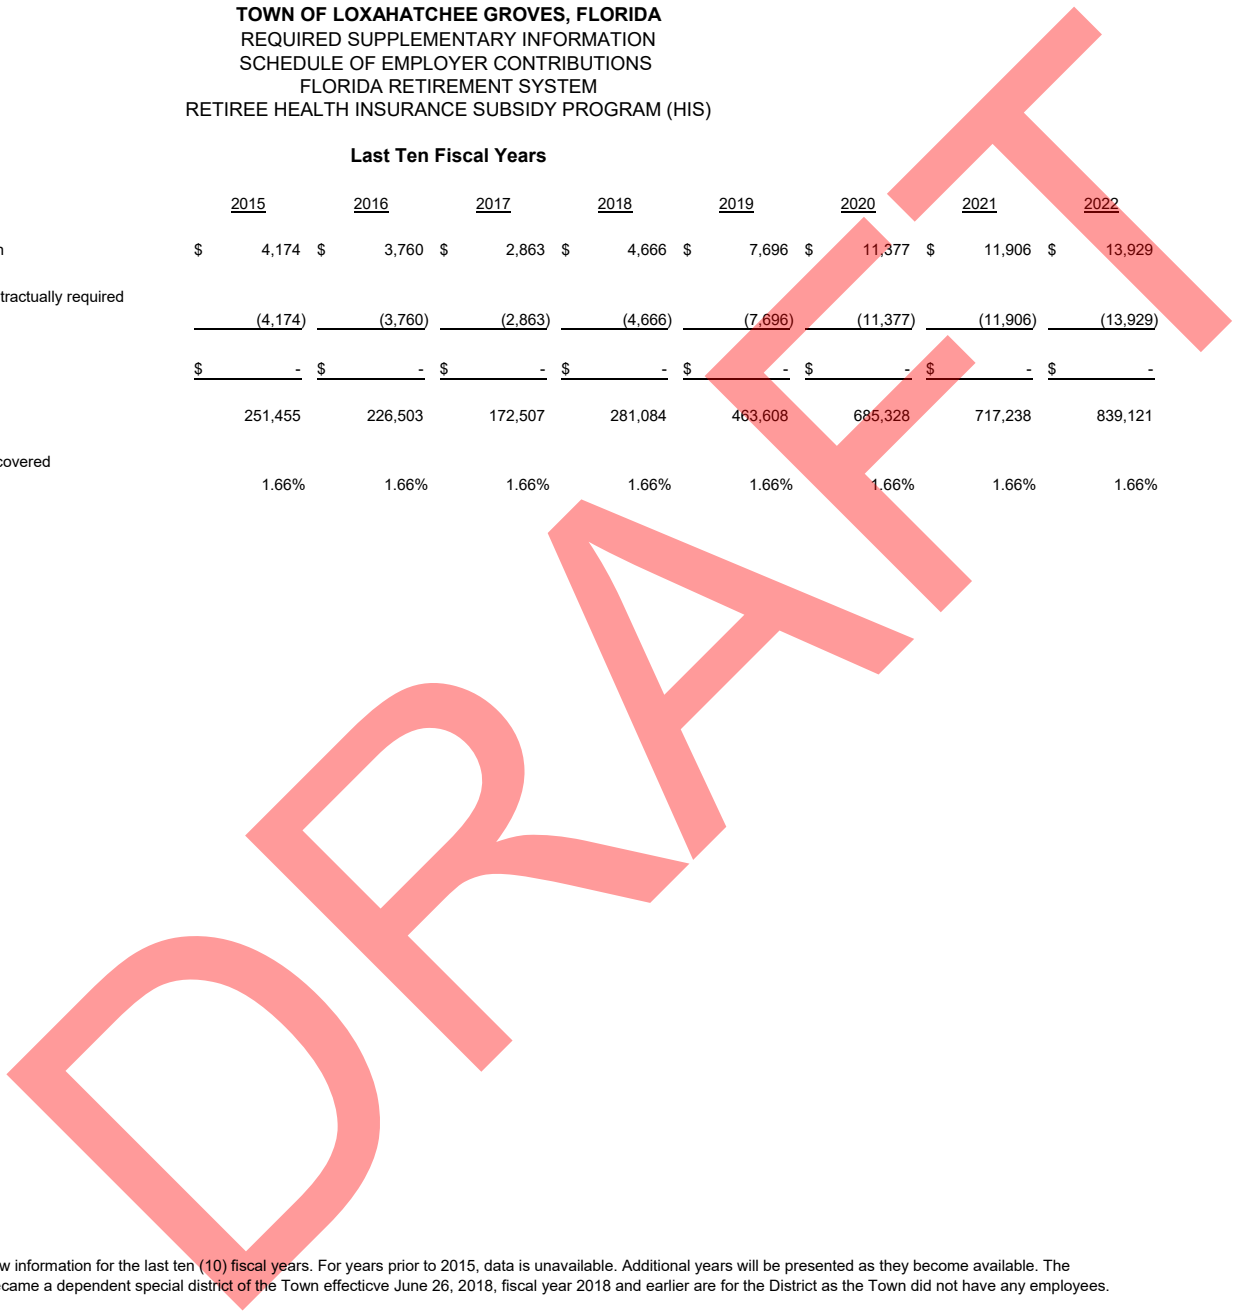 TOWN OF LOXAHATCHEE GROVES, FLORIDA
REQUIRED SUPPLEMENTARY INFORMATION
SCHEDULE OF EMPLOYER CONTRIBUTIONS
FLORIDA RETIREMENT SYSTEM
RETIREE HEALTH INSURANCE SUBSIDY PROGRAM (HIS)
Last Ten Fiscal Years
2015 2016 2017 2018 2019 2020 2021 2022
$ 4,174 $ 3,760 $ 2,863 $ 4,666 $ 7,696 $ 11,377 $ 11,906 $ 13,929
tractually required
(4,174) (3,760) (2,863) (4,666) (7,696) (11,377) (11,906) (13,929)
$ - $ - $ - $ - $ - $ - $ - $ -
251,455 226,503 172,507 281,084 463,608 685,328 717,238 839,121
covered
1.66% 1.66% 1.66% 1.66% 1.66% 1.66% 1.66% 1.66%
DRAFT
w information for the last ten (10) fiscal years. For years prior to 2015, data is unavailable. Additional years will be presented as they become available. The
came a dependent special district of the Town effecticve June 26, 2018, fiscal year 2018 and earlier are for the District as the Town did not have any employees.